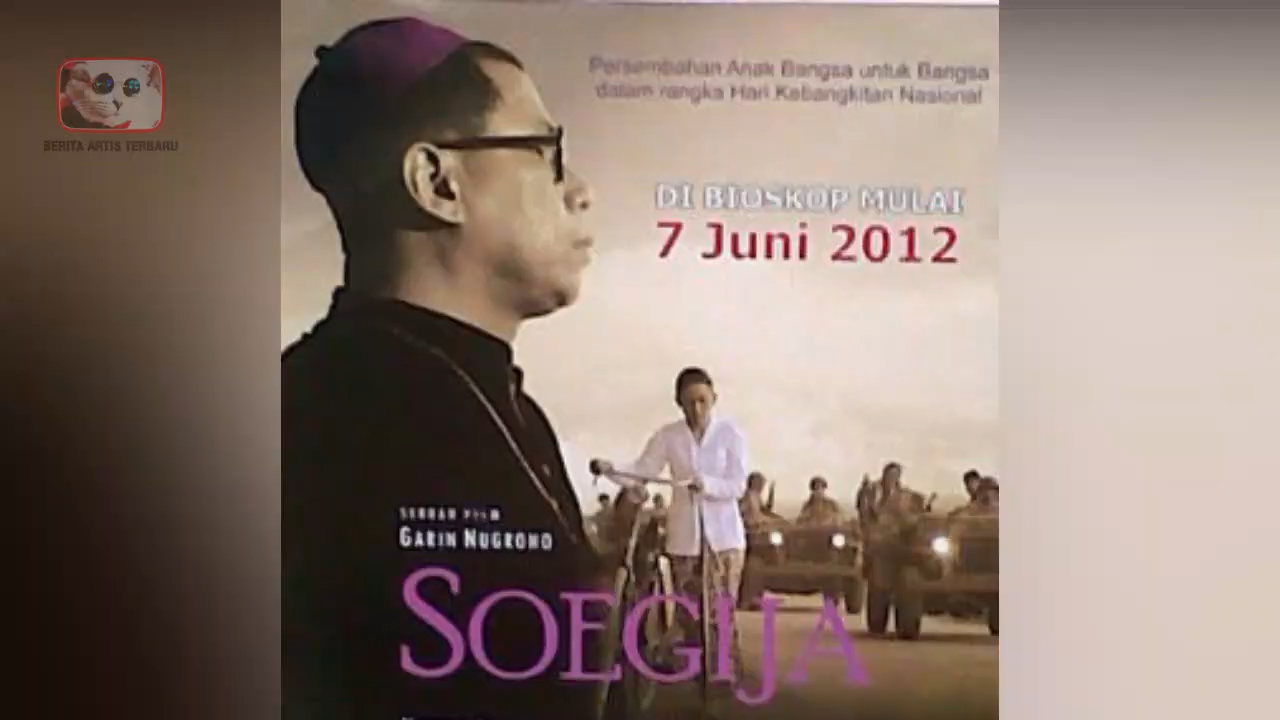 BERITA ARTIS TERBARU
Persembahan Anak Bangsa untuk Bangsa
dalam rangka Hari Kebangkitan Nasional
DI BIOSKOP MULAI
7 Juni 2012
SEBUAH FILM
GARIN NUGROHO
SOEGIJA